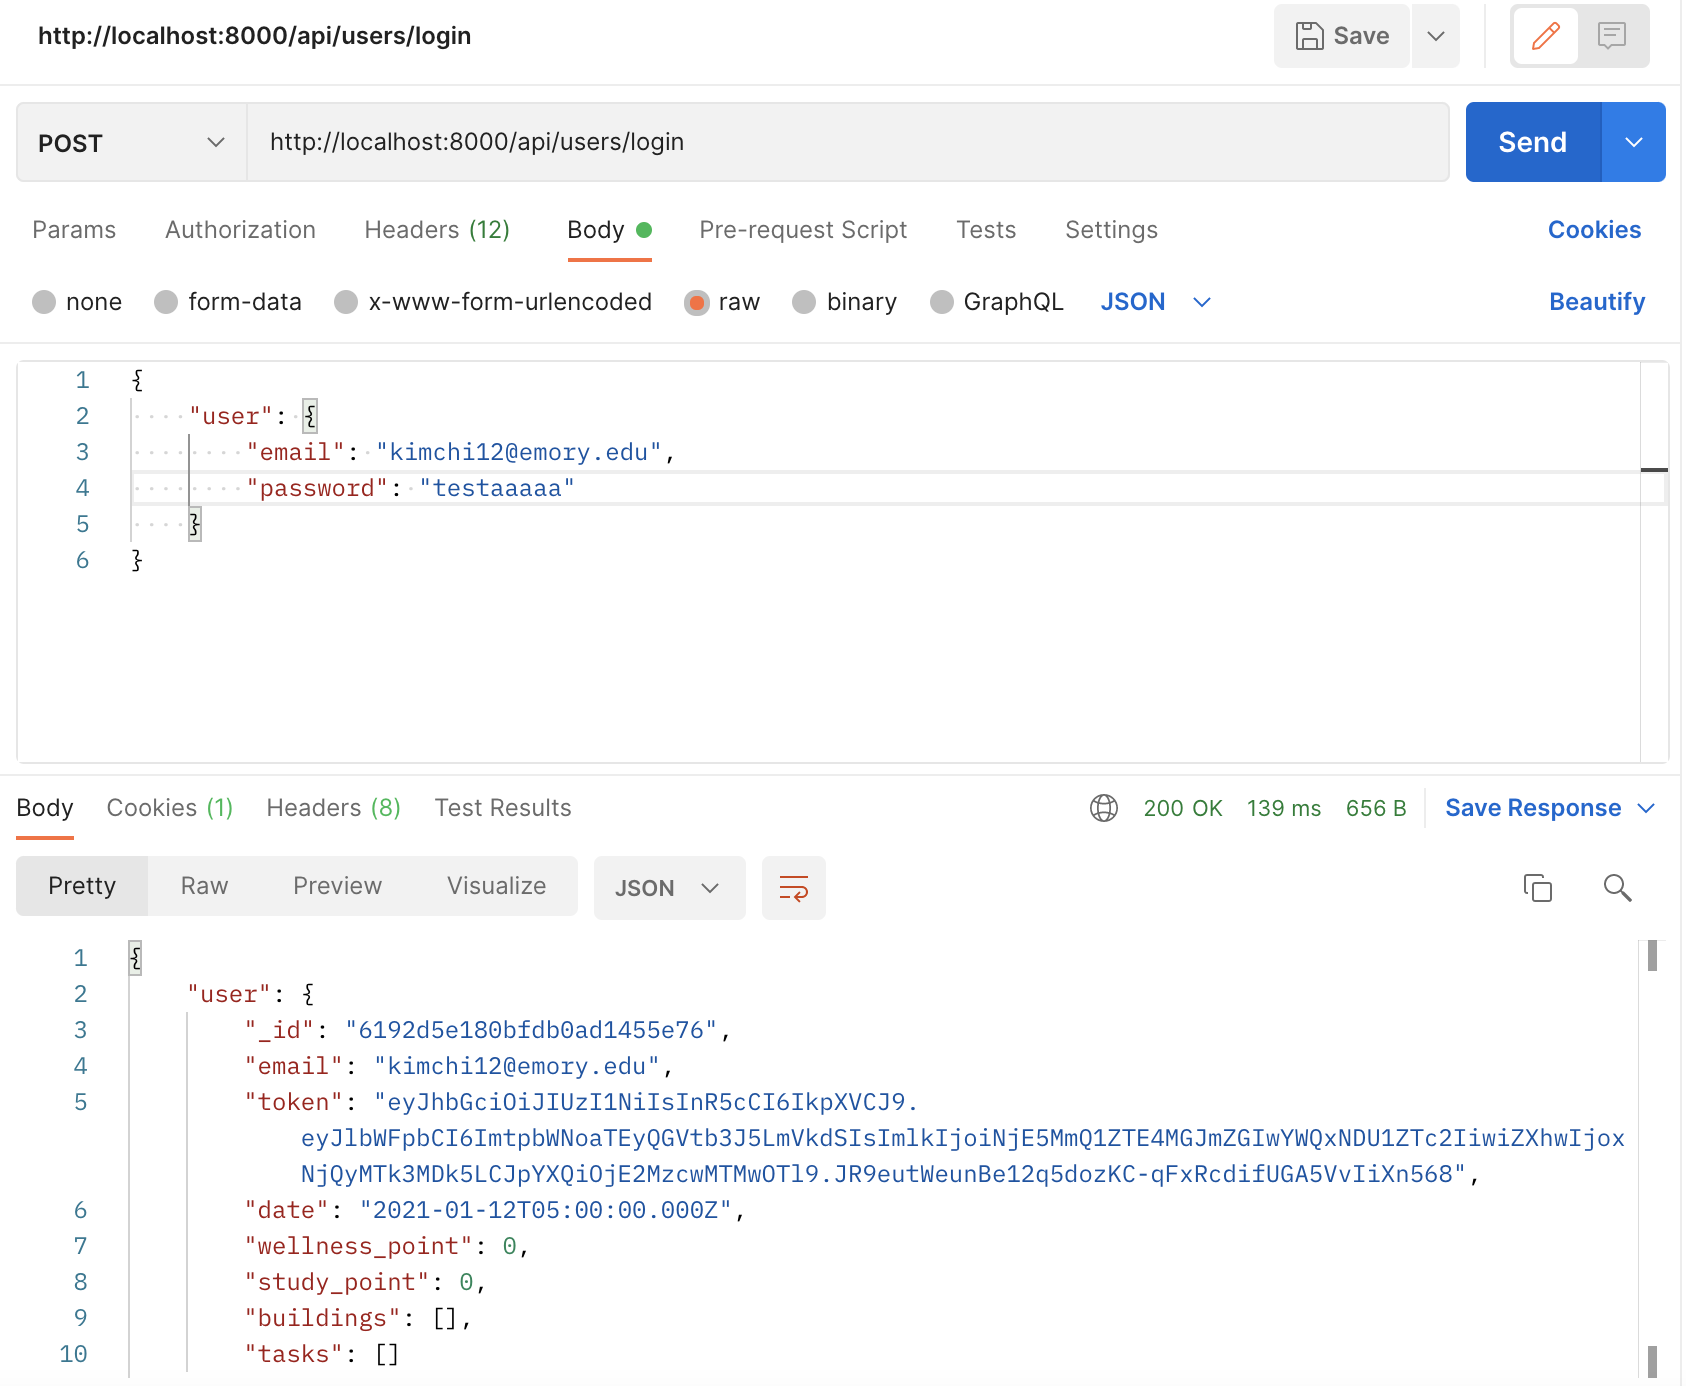 http://localhost:8000/api/users/login
Save
POST
http://localhost:8000/api/users/login
Send
Params Authorization Headers (12) Body Pre-request Script Tests Settings Cookies
none form-data x-www-form-urlencoded raw binary GraphQL JSON Beautify
1 {
2 "user": {
3 "email": "kimchi12@emory.edu",
4 "password": "testaaaaa"
5 }
6 }
Body Cookies (1) Headers (8) Test Results 200 OK 139 ms 656 B Save Response
Pretty Raw Preview Visualize JSON
1 {
2 "user": {
3 "_id": "6192d5e180bfdb0ad1455e76",
4 "email": "kimchi12@emory.edu",
5 "token": "eyJhbGciOiJIUzI1NiIsInR5cCI6IkpXVCJ9.
eyJlbWFpbCI6ImtpbWNoaTEyQGVtb3J5LmVkdSIsImlkIjoiNjE5MmQ1ZTE4MGJmZGIwYWQxNDU1ZTc2IiwiZXhwIjox
NjQyMTk3MDk5LCJpYXQiOjE2MzcwMTMwOTl9.JR9eutWeunBe12q5dozKC-qFxRcdifUGA5VvIiXn568",
6 "date": "2021-01-12T05:00:00.000Z",
7 "wellness_point": 0,
8 "study_point": 0,
9 "buildings": [],
10 "tasks": []